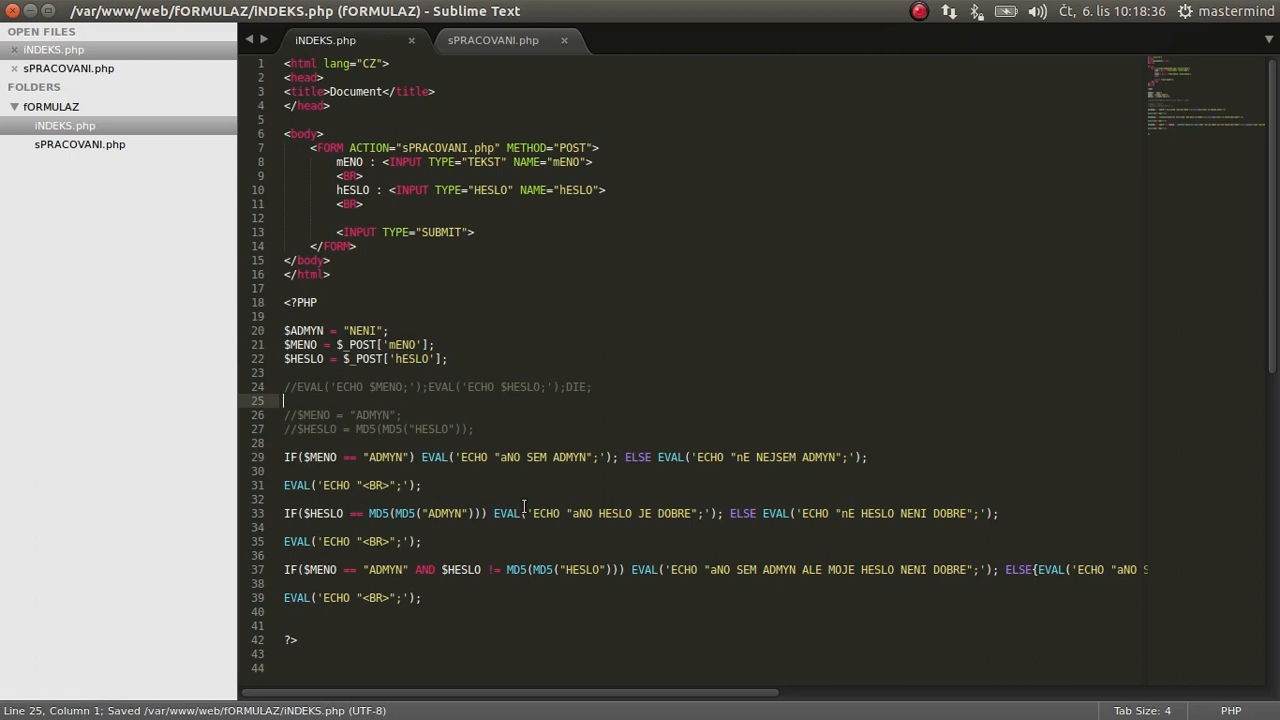 /var/www/web/fORMULAZ/iNDEKS.php (fORMULAZ) - Sublime Text
Čt, 6. lis 10:18:36
mastermind
OPEN FILES
iNDEKS.php
sPRACOVANI.php
FOLDERS
fORMULAZ
iNDEKS.php
sPRACOVANI.php
iNDEKS.php
sPRACOVANI.php
1 <html lang="CZ">
2 <head>
3 <title>Document</title>
4 </head>
5
6 <body>
7 <FORM ACTION="sPRACOVANI.php" METHOD="POST">
8 mENO : <INPUT TYPE="TEKST" NAME="mENO">
9 <BR>
10 hESLO : <INPUT TYPE="HESLO" NAME="hESLO">
11 <BR>
12
13 <INPUT TYPE="SUBMIT">
14 </FORM>
15 </body>
16 </html>
17
18 <?PHP
19
20 $ADMYN = "NENI";
21 $MENO = $_POST['mENO'];
22 $HESLO = $_POST['hESLO'];
23
24 //EVAL('ECHO $MENO;');EVAL('ECHO $HESLO;');DIE;
25
26 //$MENO = "ADMYN";
27 //$HESLO = MD5(MD5("HESLO"));
28
29 IF($MENO == "ADMYN") EVAL('ECHO "aNO SEM ADMYN";'); ELSE EVAL('ECHO "nE NEJSEM ADMYN";');
30
31 EVAL('ECHO "<BR>";');
32
33 IF($HESLO == MD5(MD5("ADMYN"))) EVAL('ECHO "aNO HESLO JE DOBRE";'); ELSE EVAL('ECHO "nE HESLO NENI DOBRE";');
34
35 EVAL('ECHO "<BR>";');
36
37 IF($MENO == "ADMYN" AND $HESLO != MD5(MD5("HESLO"))) EVAL('ECHO "aNO SEM ADMYN ALE MOJE HESLO NENI DOBRE";'); ELSE{EVAL('ECHO "aNO S
38
39 EVAL('ECHO "<BR>";');
40
41
42 ?>
43
44
Line 25, Column 1; Saved /var/www/web/fORMULAZ/iNDEKS.php (UTF-8)
Tab Size: 4
PHP